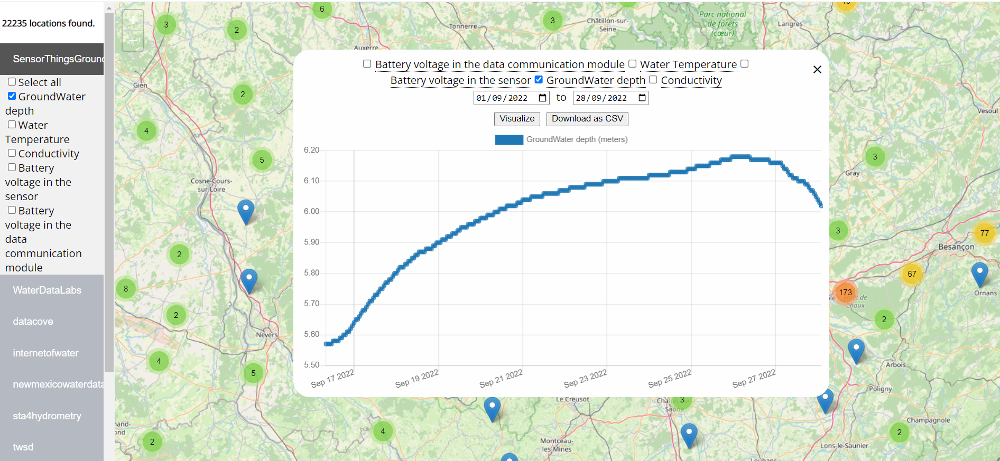 22235 locations found.
SensorThingsGround
Select all
GroundWater
depth
Water
Temperature
Conductivity
Battery
voltage in the
sensor
Battery
voltage in the
data
communication
module
WaterDataLabs
datacove
internetofwater
newmexicowaterdata
sta4hydrometry
twsd
Battery voltage in the data communication module Water Temperature
Battery voltage in the sensor GroundWater depth Conductivity
01/09/2022 to 28/09/2022
Visualize Download as CSV
GroundWater depth (meters)
6.20
6.10
6.00
5.90
5.80
5.70
5.60
5.50
Sep 17 2022
Sep 19 2022
Sep 21 2022
Sep 23 2022
Sep 25 2022
Sep 27 2022
+
−
3
2
6
3
Tonnerre
Châtillon-sur-
Seine
Parc national
de forêts
(cœur)
Langres
Auxerre
Gien
2
4
5
Cosne-Cours-
sur-Loire
2
8
2
Nevers
4
5
2
4
Vesoul
3
Gray
3
77
Besançon
67
173
Ornans
Chaux
2
Arbois
Poligny
Champagnole
2
Lons-le-Saunier
Le Creusot
3
Saône
Montceau-
les-Mines